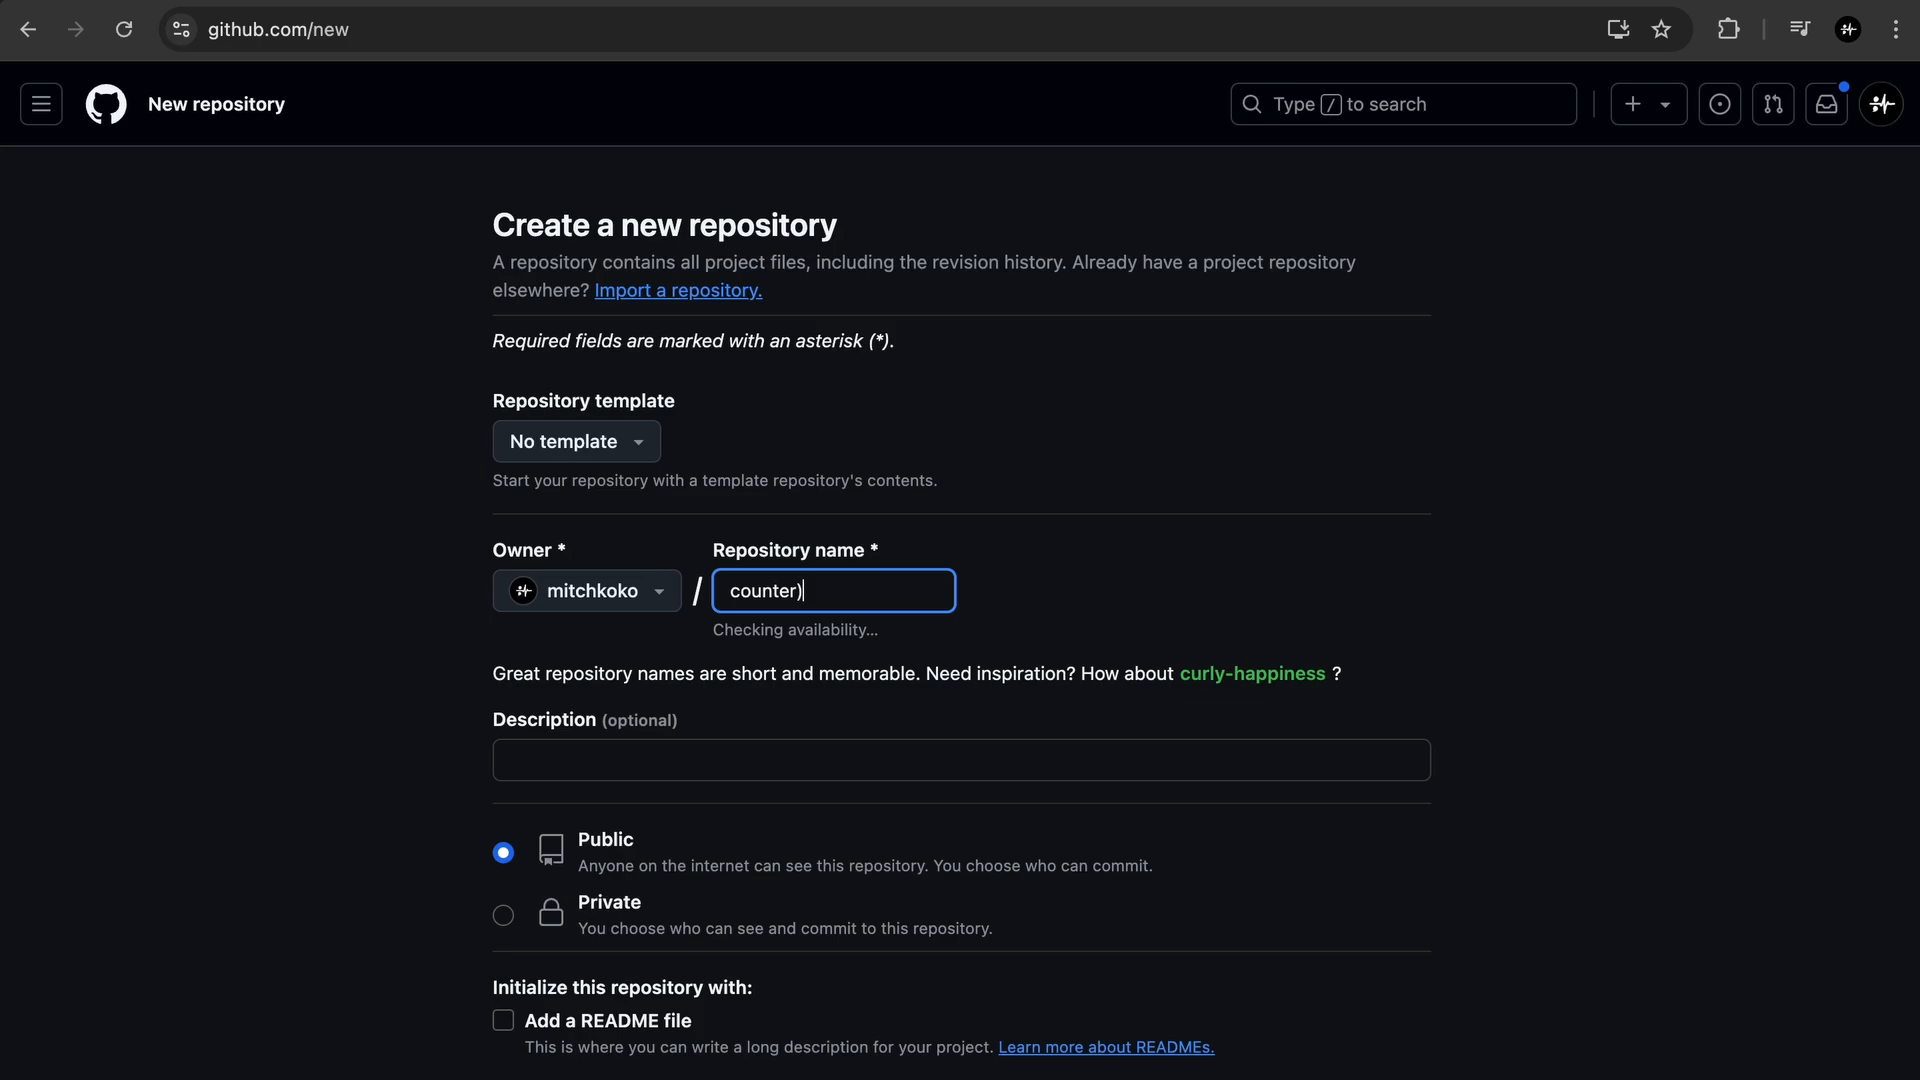 github.com/new
New repository
Type / to search
Create a new repository
A repository contains all project files, including the revision history. Already have a project repository
elsewhere? Import a repository.
Required fields are marked with an asterisk (*).
Repository template
No template
Start your repository with a template repository's contents.
Owner *
Repository name *
mitchkoko
/
counter)
Checking availability...
Great repository names are short and memorable. Need inspiration? How about curly-happiness ?
Description (optional)
Public
Anyone on the internet can see this repository. You choose who can commit.
Private
You choose who can see and commit to this repository.
Initialize this repository with:
Add a README file
This is where you can write a long description for your project. Learn more about READMEs.